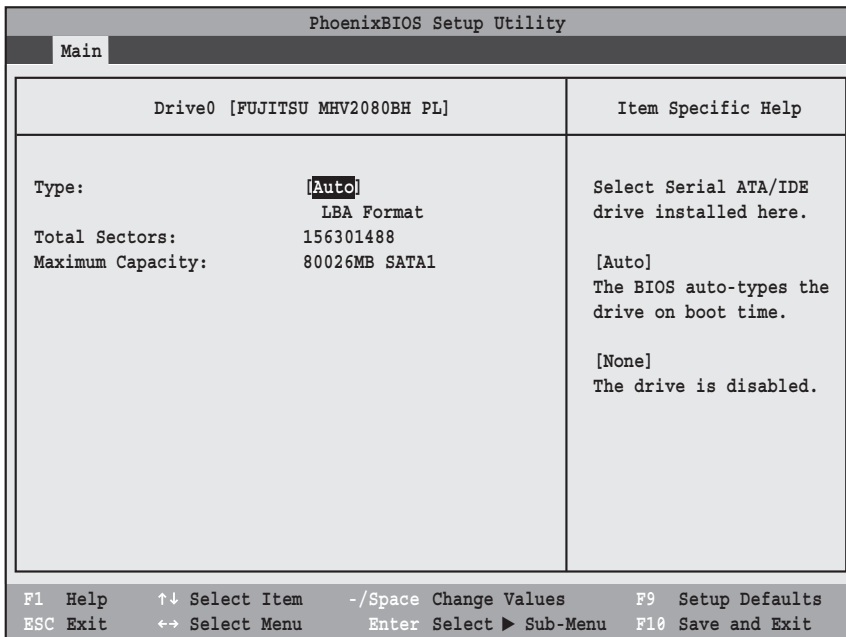 PhoenixBIOS Setup Utility
Main
Drive0 [FUJITSU MHV2080BH PL]
Item Specific Help
Type: [Auto]
LBA Format
Total Sectors: 156301488
Maximum Capacity: 80026MB SATA1
Select Serial ATA/IDE
drive installed here.
[Auto]
The BIOS auto-types the
drive on boot time.
[None]
The drive is disabled.
F1 Help ↑↓ Select Item -/Space Change Values F9 Setup Defaults
ESC Exit ←→ Select Menu Enter Select ▶ Sub-Menu F10 Save and Exit